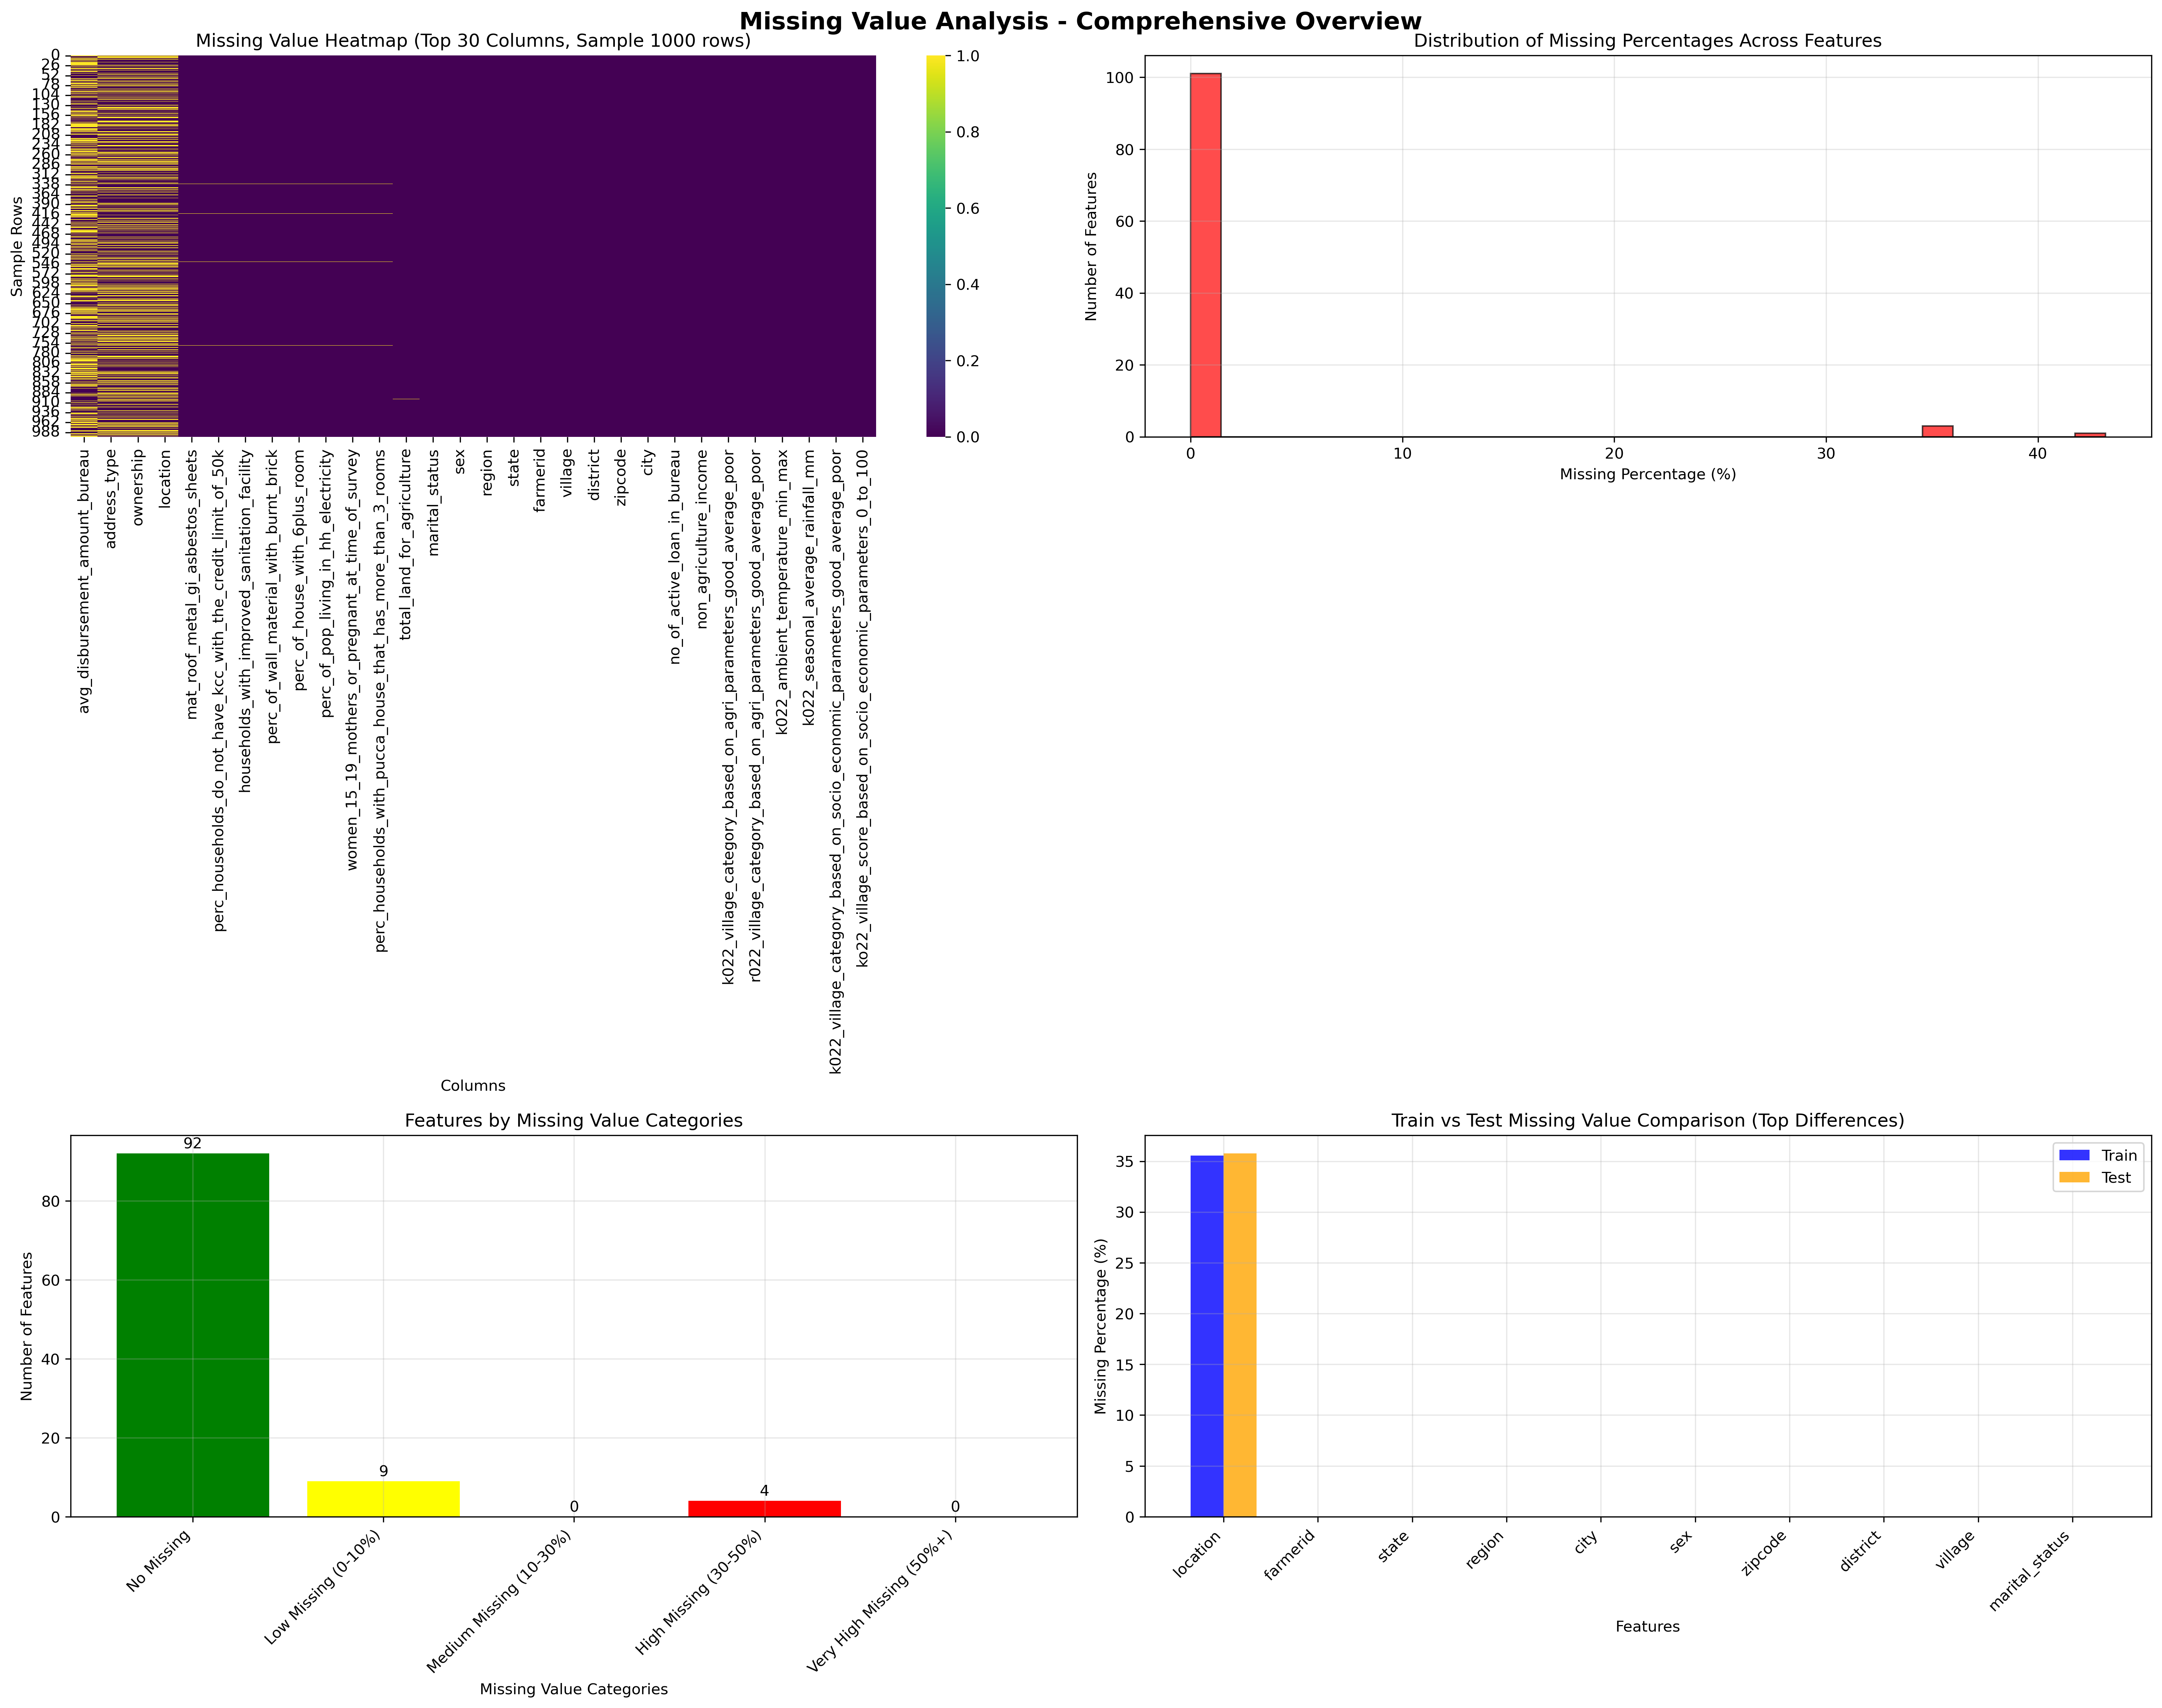 Missing Value Analysis - Comprehensive Overview
Missing Value Heatmap (Top 30 Columns, Sample 1000 rows)
Sample Rows
0
26
52
78
104
130
156
182
208
234
260
286
312
338
364
390
416
442
468
494
520
546
572
598
624
650
676
702
728
754
780
806
832
858
884
910
936
962
988
1.0
0.8
0.6
0.4
0.2
0.0
avg_disbursement_amount_bureau
address_type
ownership
location
mat_roof_metal_gi_asbestos_sheets
perc_households_do_not_have_kcc_with_the_credit_limit_of_50k
households_with_improved_sanitation_facility
perc_of_wall_material_with_burnt_brick
perc_of_house_with_6plus_room
perc_of_pop_living_in_hh_electricity
women_15_19_mothers_or_pregnant_at_time_of_survey
perc_households_with_pucca_house_that_has_more_than_3_rooms
total_land_for_agriculture
marital_status
sex
region
state
farmerid
village
district
zipcode
city
no_of_active_loan_in_bureau
non_agriculture_income
k022_village_category_based_on_agri_parameters_good_average_poor
r022_village_category_based_on_agri_parameters_good_average_poor
k022_ambient_temperature_min_max
k022_seasonal_average_rainfall_mm
k022_village_category_based_on_socio_economic_parameters_good_average_poor
ko22_village_score_based_on_socio_economic_parameters_0_to_100
Columns
Distribution of Missing Percentages Across Features
Number of Features
100
80
60
40
20
0
0
10
20
30
40
Missing Percentage (%)
Features by Missing Value Categories
Number of Features
80
60
40
20
0
92
9
0
4
0
No Missing
Low Missing (0-10%)
Medium Missing (10-30%)
High Missing (30-50%)
Very High Missing (50%+)
Missing Value Categories
Train vs Test Missing Value Comparison (Top Differences)
Missing Percentage (%)
35
30
25
20
15
10
5
0
Train
Test
location
farmerid
state
region
city
sex
zipcode
district
village
marital_status
Features